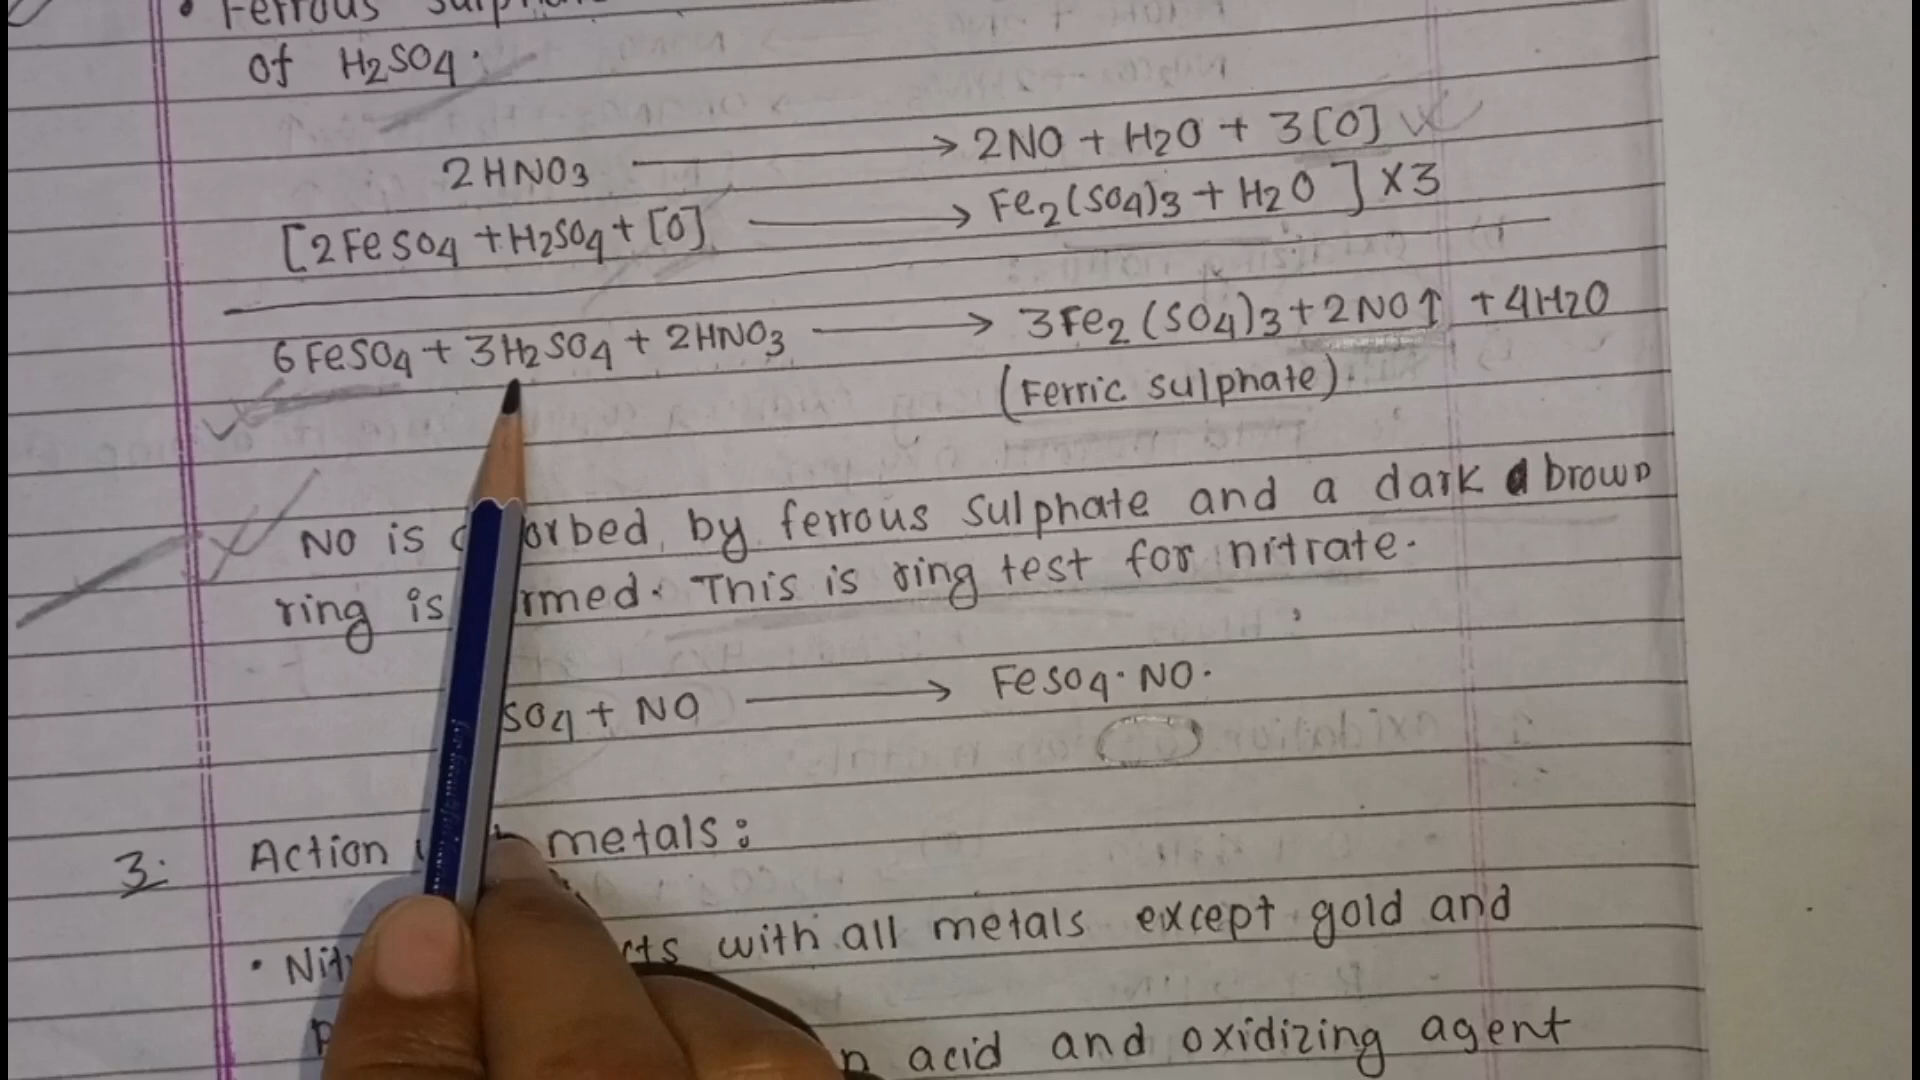 • Ferrous
of H2SO4.
2HNO3 → 2NO + H2O + 3[O]
[2FeSO4 + H2SO4 + [O] → Fe2(SO4)3 + H2O ] ×3
6FeSO4 + 3H2SO4 + 2HNO3 → 3Fe2(SO4)3 + 2NO↑ + 4H2O
(Ferric sulphate).
NO is orbed by ferrous sulphate and a dark brown
ring is rmed. This is ring test for nitrate.
SO4 + NO → FeSO4.NO.
3. Action metals:
• with all metals except gold and
acid and oxidizing agent